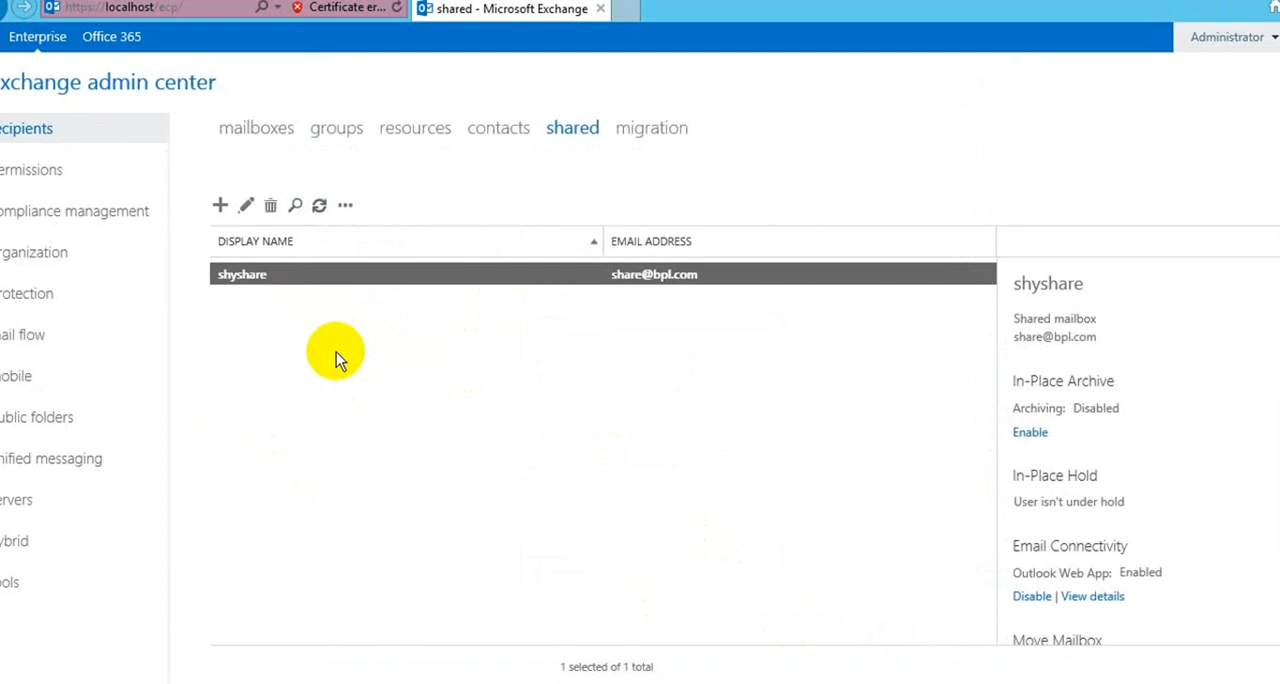 https://localhost/ecp/ Certificate er... shared - Microsoft Exchange
Enterprise Office 365 Administrator
xchange admin center
ecipients
ermissions
ompliance management
rganization
rotection
ail flow
obile
ublic folders
nified messaging
ervers
ybrid
ools
mailboxes groups resources contacts shared migration
DISPLAY NAME EMAIL ADDRESS
shyshare share@bpl.com
1 selected of 1 total
shyshare
Shared mailbox
share@bpl.com
In-Place Archive
Archiving: Disabled
Enable
In-Place Hold
User isn't under hold
Email Connectivity
Outlook Web App: Enabled
Disable | View details
Move Mailbox